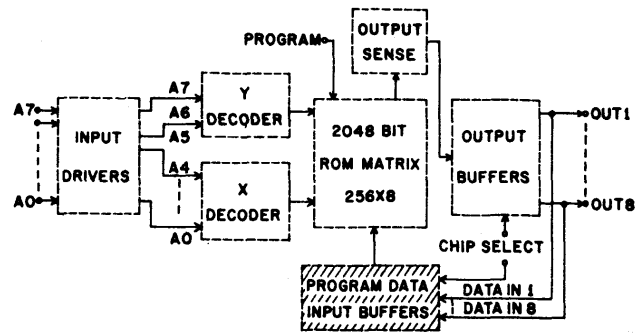 PROGRAM
OUTPUT
SENSE
A7
A0
INPUT
DRIVERS
A7
A6
A5
A4
A0
Y
DECODER
X
DECODER
2048 BIT
ROM MATRIX
256X8
OUTPUT
BUFFERS
OUT1
OUT8
CHIP SELECT
PROGRAM DATA
INPUT BUFFERS
DATA IN 1
DATA IN 8